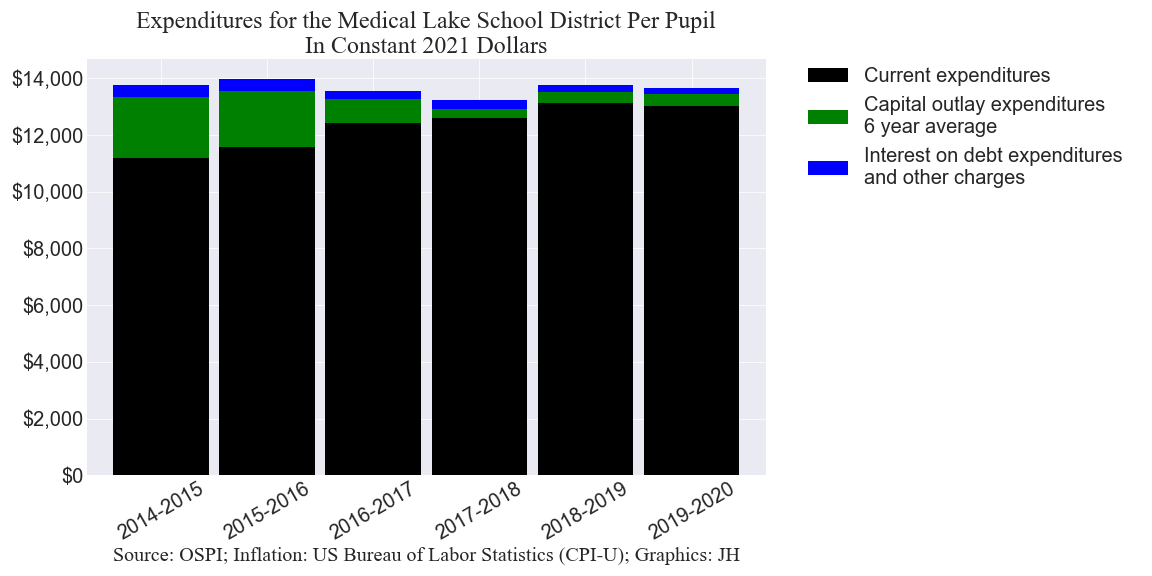 Expenditures for the Medical Lake School District Per Pupil
In Constant 2021 Dollars
$14,000
$12,000
$10,000
$8,000
$6,000
$4,000
$2,000
$0
2014-2015
2015-2016
2016-2017
2017-2018
2018-2019
2019-2020
Current expenditures
Capital outlay expenditures
6 year average
Interest on debt expenditures
and other charges
Source: OSPI; Inflation: US Bureau of Labor Statistics (CPI-U); Graphics: JH